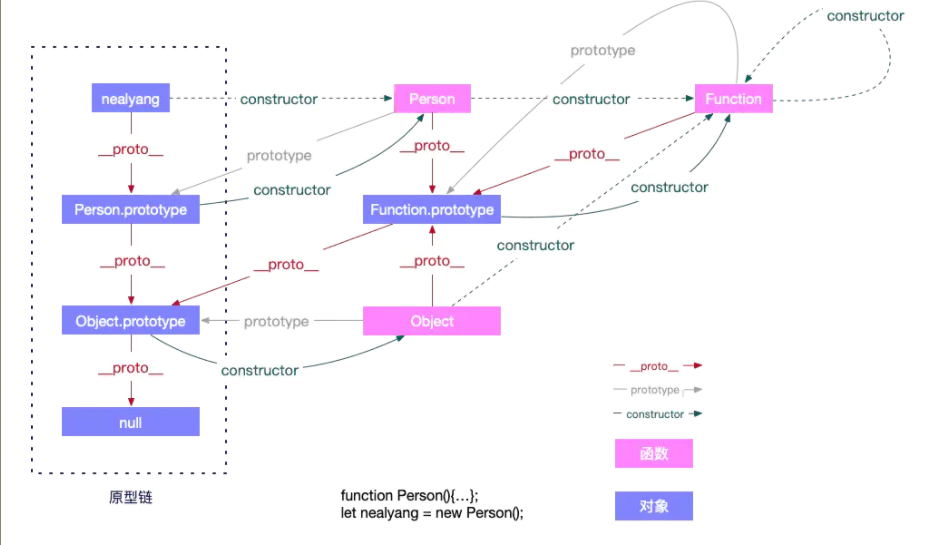 constructor
prototype
nealyang
constructor
Person
constructor
Function
__proto__
__proto__
prototype
__proto__
constructor
constructor
Person.prototype
Function.prototype
constructor
__proto__
__proto__
__proto__
Object.prototype
prototype
Object
__proto__
constructor
__proto__
prototype
constructor
null
函数
原型链
function Person(){...};
let nealyang = new Person();
对象